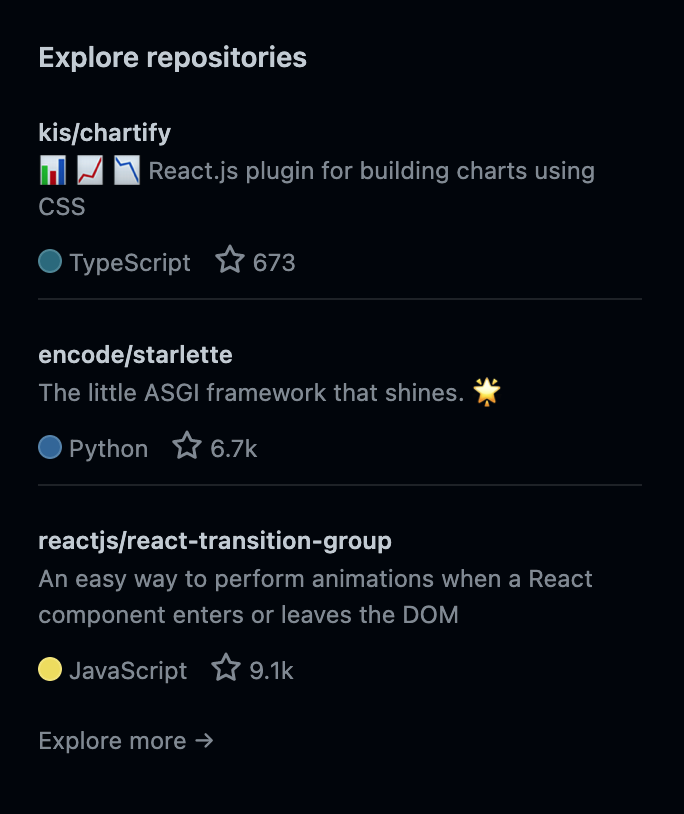 Explore repositories
kis/chartify
📊 📈 📉 React.js plugin for building charts using
CSS
TypeScript 673
encode/starlette
The little ASGI framework that shines. 🌟
Python 6.7k
reactjs/react-transition-group
An easy way to perform animations when a React
component enters or leaves the DOM
JavaScript 9.1k
Explore more →